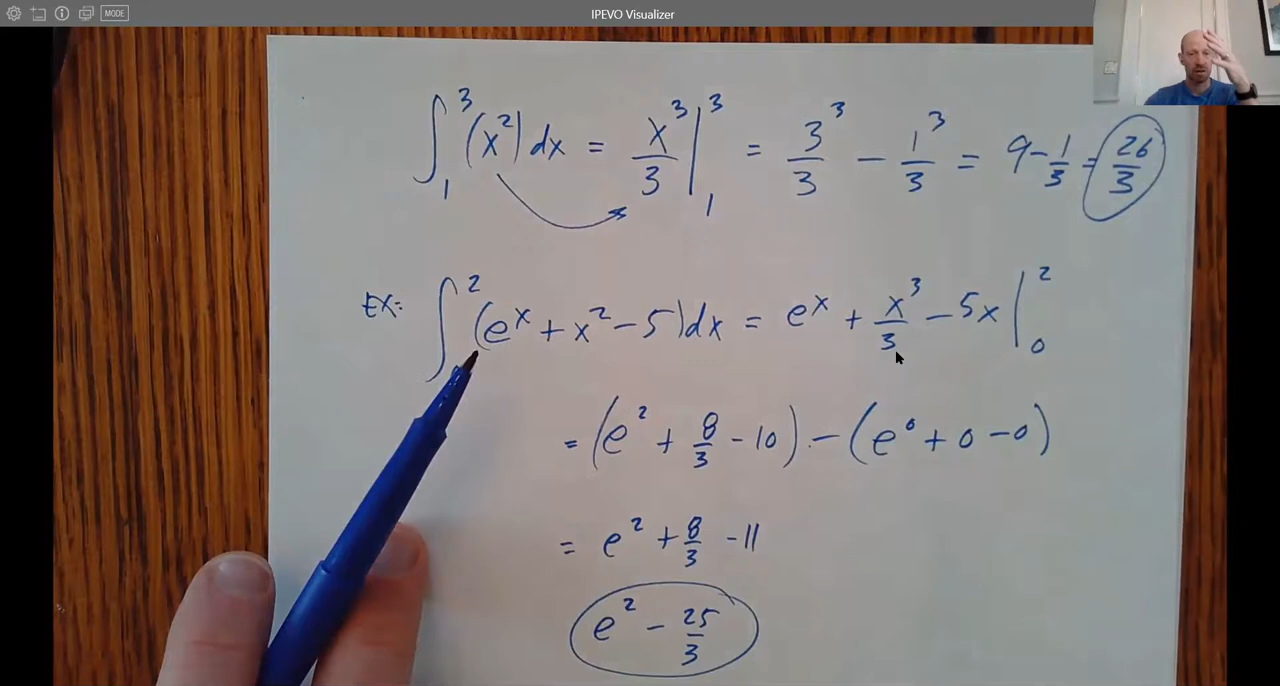 MODE
IPEVO Visualizer
∫₁³ (x²) dx = x³/3 |₁³ = 3³/3 − 1³/3 = 9 − 1/3 = 26/3
EX: ∫² (eˣ + x² − 5) dx = eˣ + x³/3 − 5x |₀²
= (e² + 8/3 − 10) − (e⁰ + 0 − 0)
= e² + 8/3 − 11
e² − 25/3